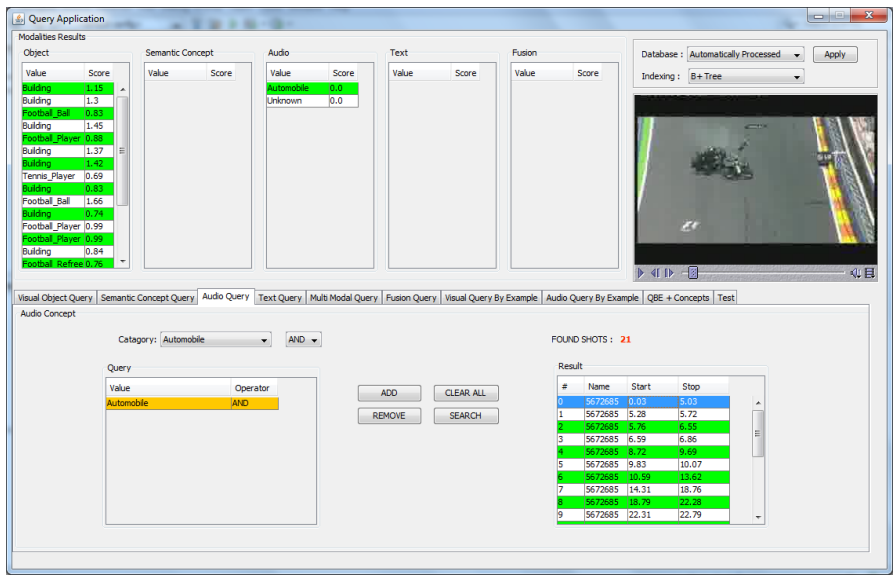 Query Application
Modalities Results
Object
Value Score
Building 1.15
Building 1.3
Football_Ball 0.83
Building 1.45
Football_Player 0.88
Building 1.37
Building 1.42
Tennis_Player 0.69
Building 0.83
Football_Ball 1.66
Building 0.74
Football_Player 0.99
Football_Player 0.99
Building 0.84
Football_Refree 0.76
Semantic Concept
Value Score
Audio
Value Score
Automobile 0.0
Unknown 0.0
Text
Value Score
Fusion
Value Score
Database : Automatically Processed Apply
Indexing : B+ Tree
Visual Object Query Semantic Concept Query Audio Query Text Query Multi Modal Query Fusion Query Visual Query By Example Audio Query By Example QBE + Concepts Test
Audio Concept
Catagory: Automobile AND
Query
Value Operator
Automobile AND
ADD CLEAR ALL
REMOVE SEARCH
FOUND SHOTS : 21
Result
# Name Start Stop
0 5672685 0.03 5.03
1 5672685 5.28 5.72
2 5672685 5.76 6.55
3 5672685 6.59 6.86
4 5672685 8.72 9.69
5 5672685 9.83 10.07
6 5672685 10.59 13.62
7 5672685 14.31 18.76
8 5672685 18.79 22.28
9 5672685 22.31 22.79